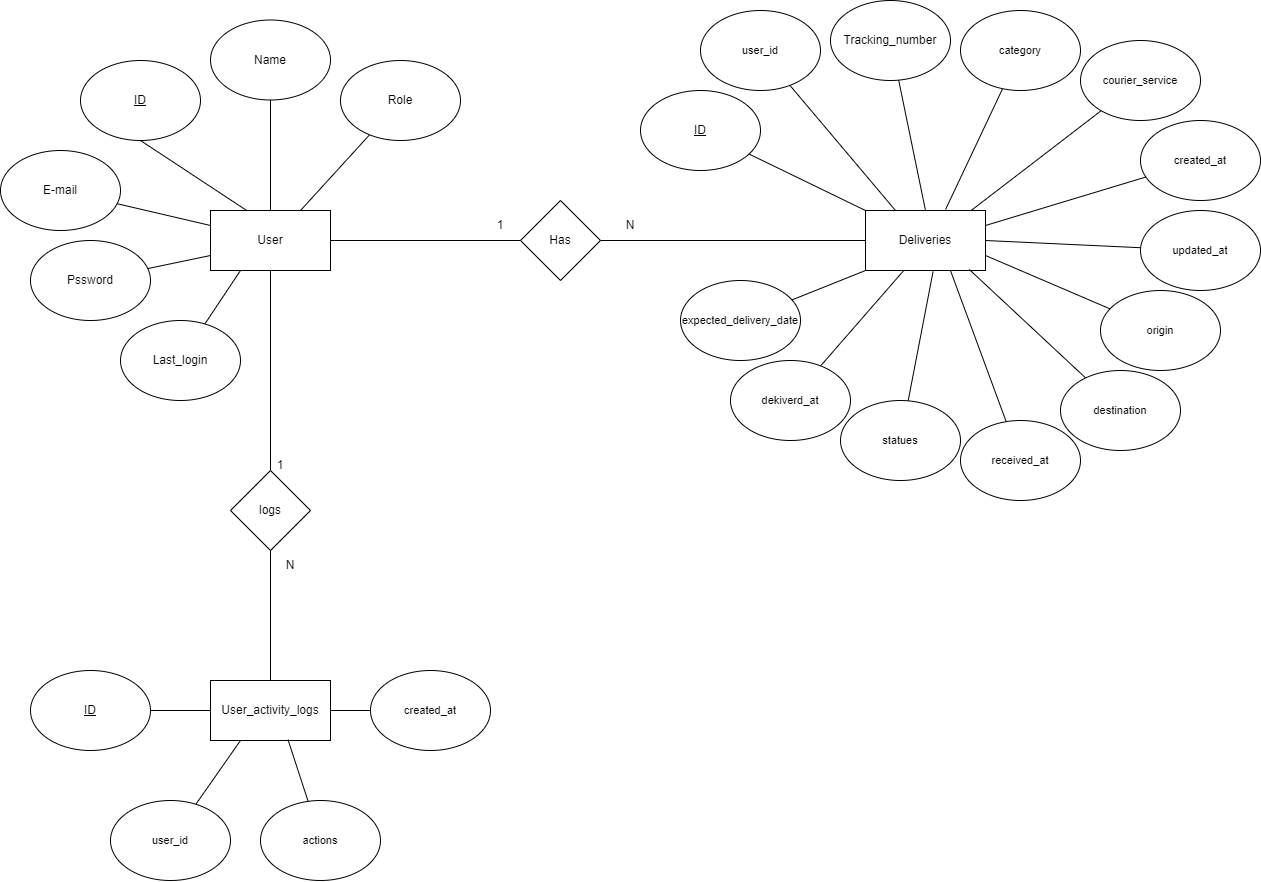 Name
ID
Role
E-mail
User
Pssword
Last_login
1
Has
N
user_id
Tracking_number
category
courier_service
ID
created_at
Deliveries
updated_at
expected_delivery_date
origin
dekiverd_at
destination
statues
received_at
1
logs
N
ID
User_activity_logs
created_at
user_id
actions